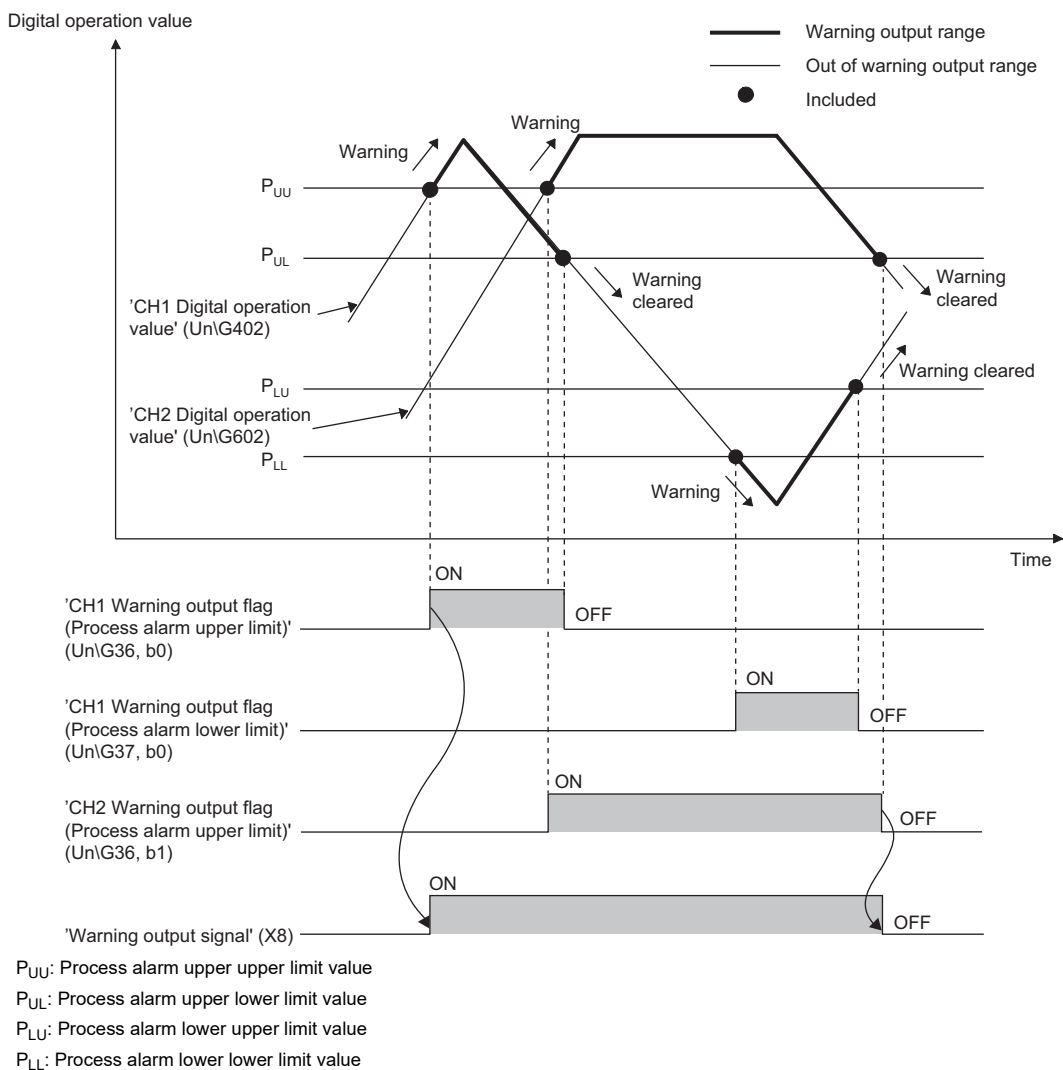 Digital operation value
Warning output range
Out of warning output range
Included
Warning
Warning
PUU
PUL
Warning
cleared
Warning
cleared
'CH1 Digital operation
value' (Un\G402)
PLU
Warning cleared
'CH2 Digital operation
value' (Un\G602)
PLL
Warning
Time
ON
'CH1 Warning output flag
(Process alarm upper limit)'
(Un\G36, b0)
OFF
ON
'CH1 Warning output flag
(Process alarm lower limit)'
(Un\G37, b0)
OFF
ON
'CH2 Warning output flag
(Process alarm upper limit)'
(Un\G36, b1)
OFF
ON
'Warning output signal' (X8)
OFF
PUU: Process alarm upper upper limit value
PUL: Process alarm upper lower limit value
PLU: Process alarm lower upper limit value
PLL: Process alarm lower lower limit value